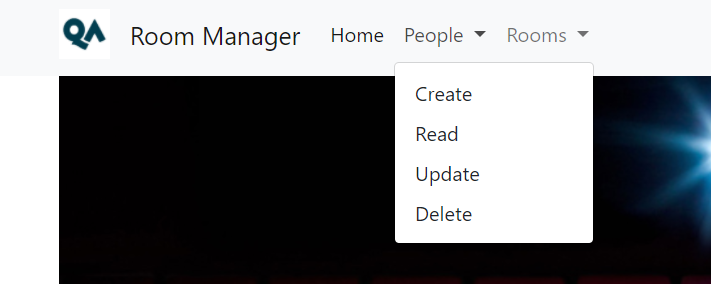 QA Room Manager Home People Rooms
Create
Read
Update
Delete